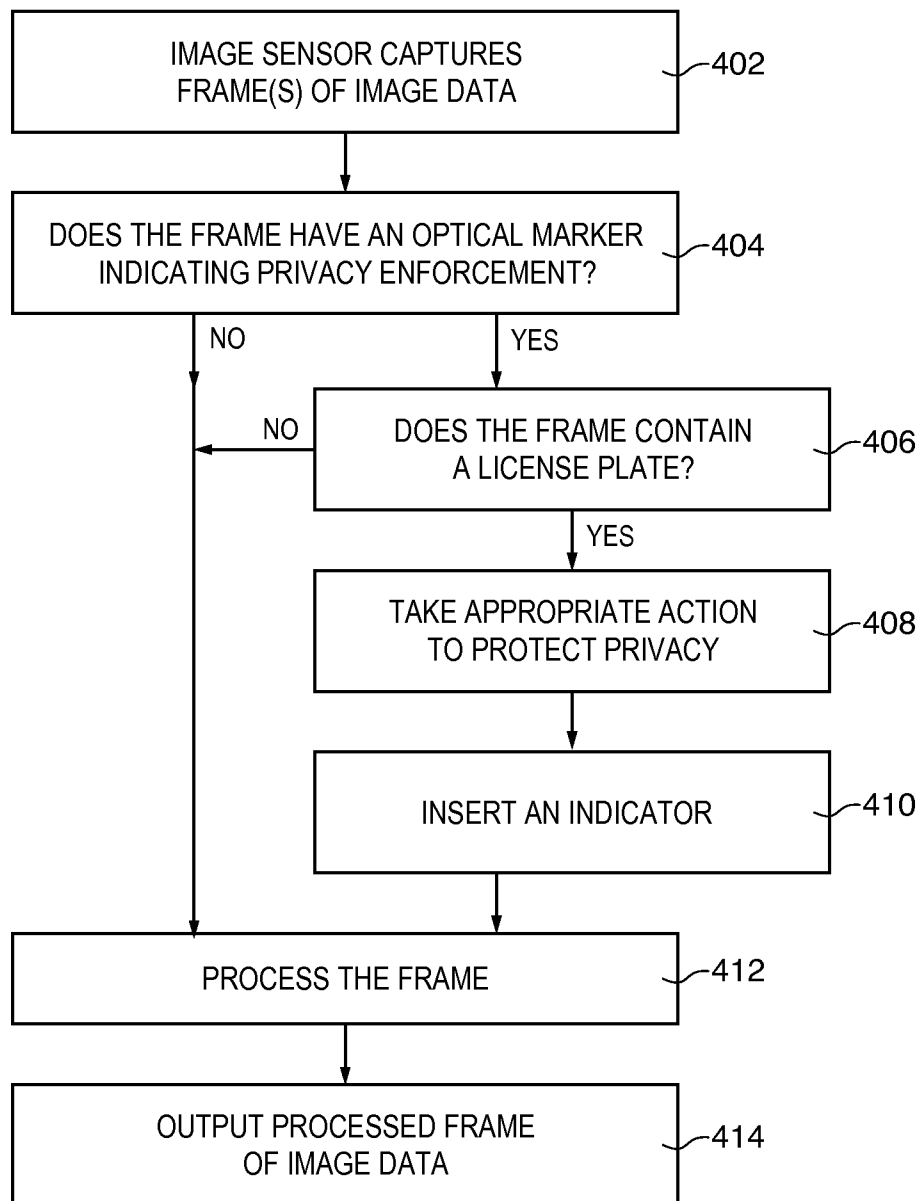 IMAGE SENSOR CAPTURES
FRAME(S) OF IMAGE DATA
402
DOES THE FRAME HAVE AN OPTICAL MARKER
INDICATING PRIVACY ENFORCEMENT?
404
NO
YES
DOES THE FRAME CONTAIN
A LICENSE PLATE?
406
NO
YES
TAKE APPROPRIATE ACTION
TO PROTECT PRIVACY
408
INSERT AN INDICATOR
410
PROCESS THE FRAME
412
OUTPUT PROCESSED FRAME
OF IMAGE DATA
414